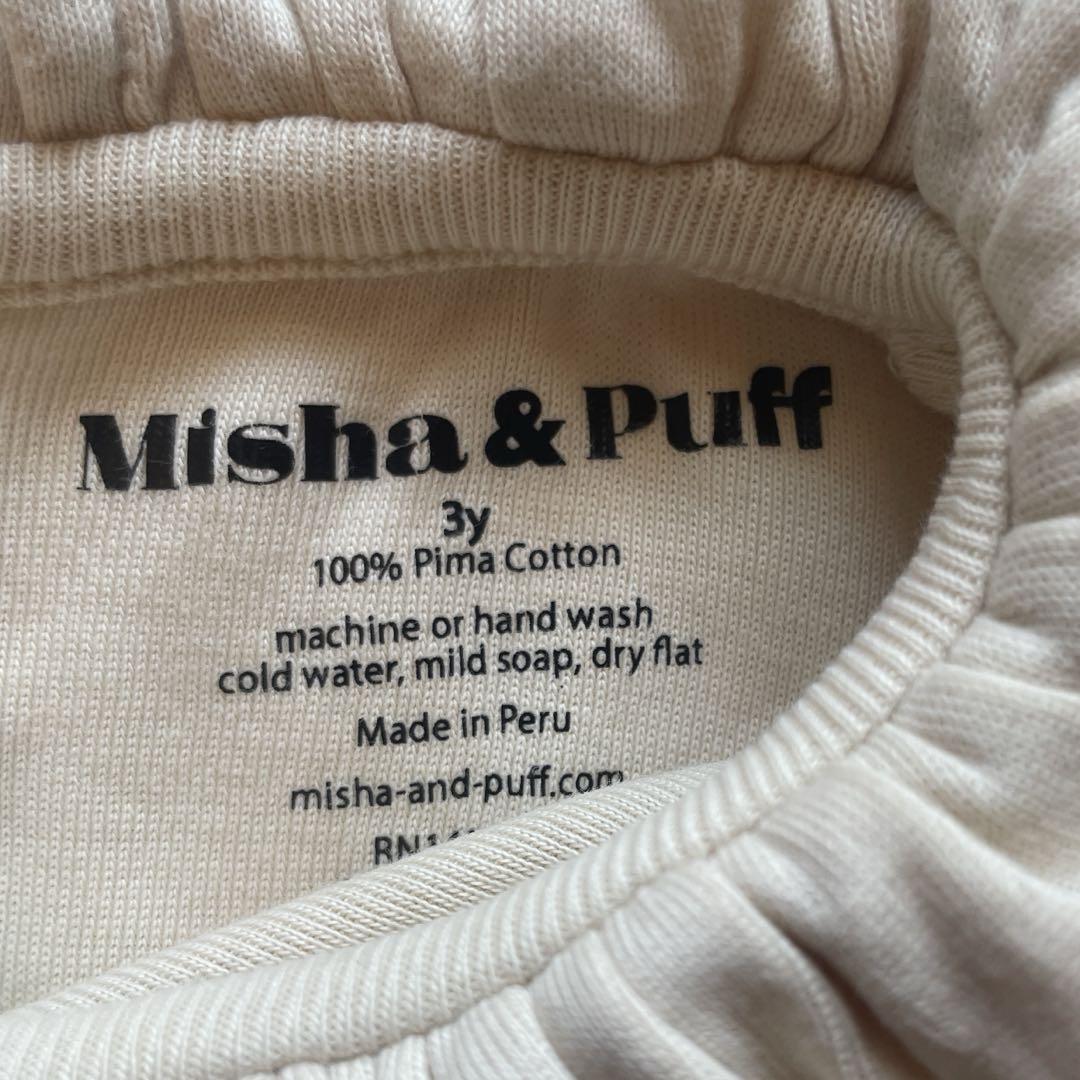 Misha & Puff
3y
100% Pima Cotton
machine or hand wash
cold water, mild soap, dry flat
Made in Peru
misha-and-puff.com